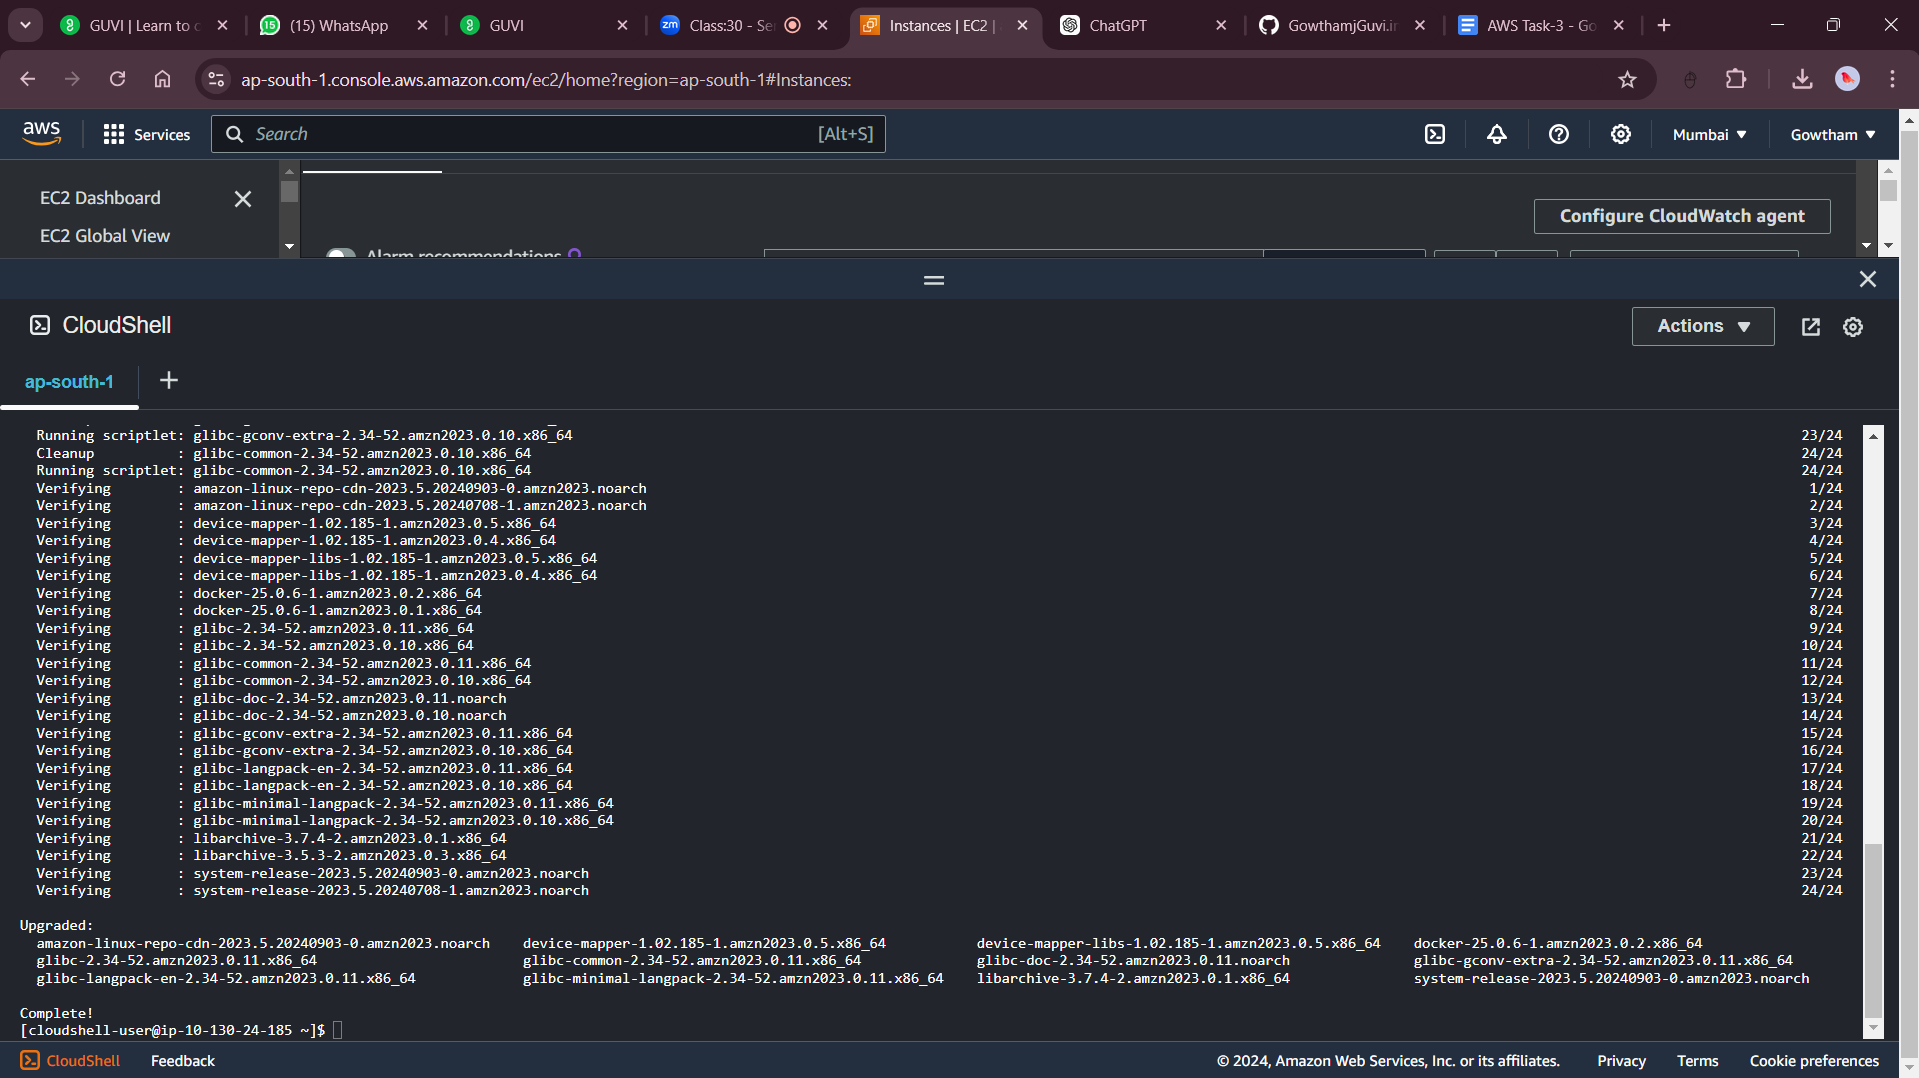 GUVI | Learn to c
(15) WhatsApp
GUVI
zm
Class:30 - Se
Instances | EC2 |
ChatGPT
GowthamjGuvi.i
AWS Task-3 - Go
ap-south-1.console.aws.amazon.com/ec2/home?region=ap-south-1#Instances:
aws
Services
Search
[Alt+S]
Mumbai
Gowtham
EC2 Dashboard
EC2 Global View
Configure CloudWatch agent
Alarm recommendations
CloudShell
Actions
ap-south-1
Running scriptlet: glibc-gconv-extra-2.34-52.amzn2023.0.10.x86_64 23/24
Cleanup : glibc-common-2.34-52.amzn2023.0.10.x86_64 24/24
Running scriptlet: glibc-common-2.34-52.amzn2023.0.10.x86_64 24/24
Verifying : amazon-linux-repo-cdn-2023.5.20240903-0.amzn2023.noarch 1/24
Verifying : amazon-linux-repo-cdn-2023.5.20240708-1.amzn2023.noarch 2/24
Verifying : device-mapper-1.02.185-1.amzn2023.0.5.x86_64 3/24
Verifying : device-mapper-1.02.185-1.amzn2023.0.4.x86_64 4/24
Verifying : device-mapper-libs-1.02.185-1.amzn2023.0.5.x86_64 5/24
Verifying : device-mapper-libs-1.02.185-1.amzn2023.0.4.x86_64 6/24
Verifying : docker-25.0.6-1.amzn2023.0.2.x86_64 7/24
Verifying : docker-25.0.6-1.amzn2023.0.1.x86_64 8/24
Verifying : glibc-2.34-52.amzn2023.0.11.x86_64 9/24
Verifying : glibc-2.34-52.amzn2023.0.10.x86_64 10/24
Verifying : glibc-common-2.34-52.amzn2023.0.11.x86_64 11/24
Verifying : glibc-common-2.34-52.amzn2023.0.10.x86_64 12/24
Verifying : glibc-doc-2.34-52.amzn2023.0.11.noarch 13/24
Verifying : glibc-doc-2.34-52.amzn2023.0.10.noarch 14/24
Verifying : glibc-gconv-extra-2.34-52.amzn2023.0.11.x86_64 15/24
Verifying : glibc-gconv-extra-2.34-52.amzn2023.0.10.x86_64 16/24
Verifying : glibc-langpack-en-2.34-52.amzn2023.0.11.x86_64 17/24
Verifying : glibc-langpack-en-2.34-52.amzn2023.0.10.x86_64 18/24
Verifying : glibc-minimal-langpack-2.34-52.amzn2023.0.11.x86_64 19/24
Verifying : glibc-minimal-langpack-2.34-52.amzn2023.0.10.x86_64 20/24
Verifying : libarchive-3.7.4-2.amzn2023.0.1.x86_64 21/24
Verifying : libarchive-3.5.3-2.amzn2023.0.3.x86_64 22/24
Verifying : system-release-2023.5.20240903-0.amzn2023.noarch 23/24
Verifying : system-release-2023.5.20240708-1.amzn2023.noarch 24/24
Upgraded:
amazon-linux-repo-cdn-2023.5.20240903-0.amzn2023.noarch device-mapper-1.02.185-1.amzn2023.0.5.x86_64 device-mapper-libs-1.02.185-1.amzn2023.0.5.x86_64 docker-25.0.6-1.amzn2023.0.2.x86_64
glibc-2.34-52.amzn2023.0.11.x86_64 glibc-common-2.34-52.amzn2023.0.11.x86_64 glibc-doc-2.34-52.amzn2023.0.11.noarch glibc-gconv-extra-2.34-52.amzn2023.0.11.x86_64
glibc-langpack-en-2.34-52.amzn2023.0.11.x86_64 glibc-minimal-langpack-2.34-52.amzn2023.0.11.x86_64 libarchive-3.7.4-2.amzn2023.0.1.x86_64 system-release-2023.5.20240903-0.amzn2023.noarch
Complete!
[cloudshell-user@ip-10-130-24-185 ~]$
CloudShell
Feedback
© 2024, Amazon Web Services, Inc. or its affiliates.
Privacy
Terms
Cookie preferences